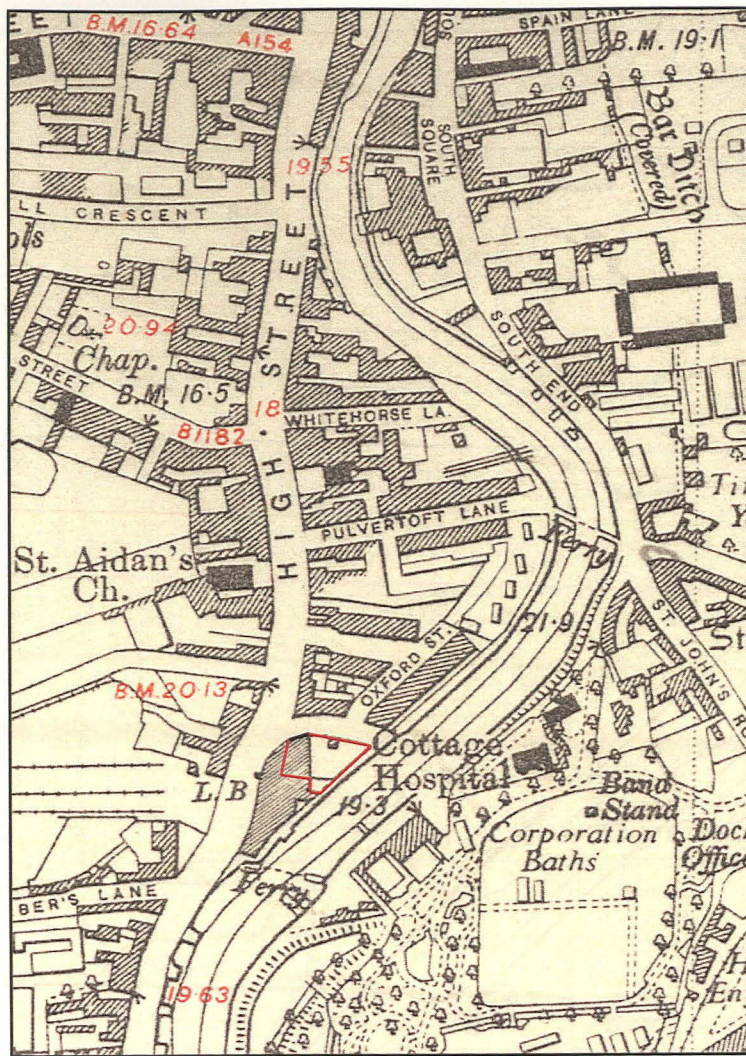 B.M.16·64
A154
SPAIN LANE
B.M. 19·1
Bar Ditch
(Covered)
SOUTH
SQUARE
19·55
LL CRESCENT
ols
20·94
Chap.
STREET
B.M. 16·5
B1182
18
HIGH STREET
WHITEHORSE LA.
SOUTH END
PULVERTOFT LANE
Ferry
St. Aidan's
Ch.
21·9
ST. JOHN'S RO
St
OXFORD ST.
B.M.20·13
Cottage
Hospital
L B
19·3
Band
Stand
Corporation
Baths
Dock
Office
BER'S LANE
Ferry
19·63
H
En